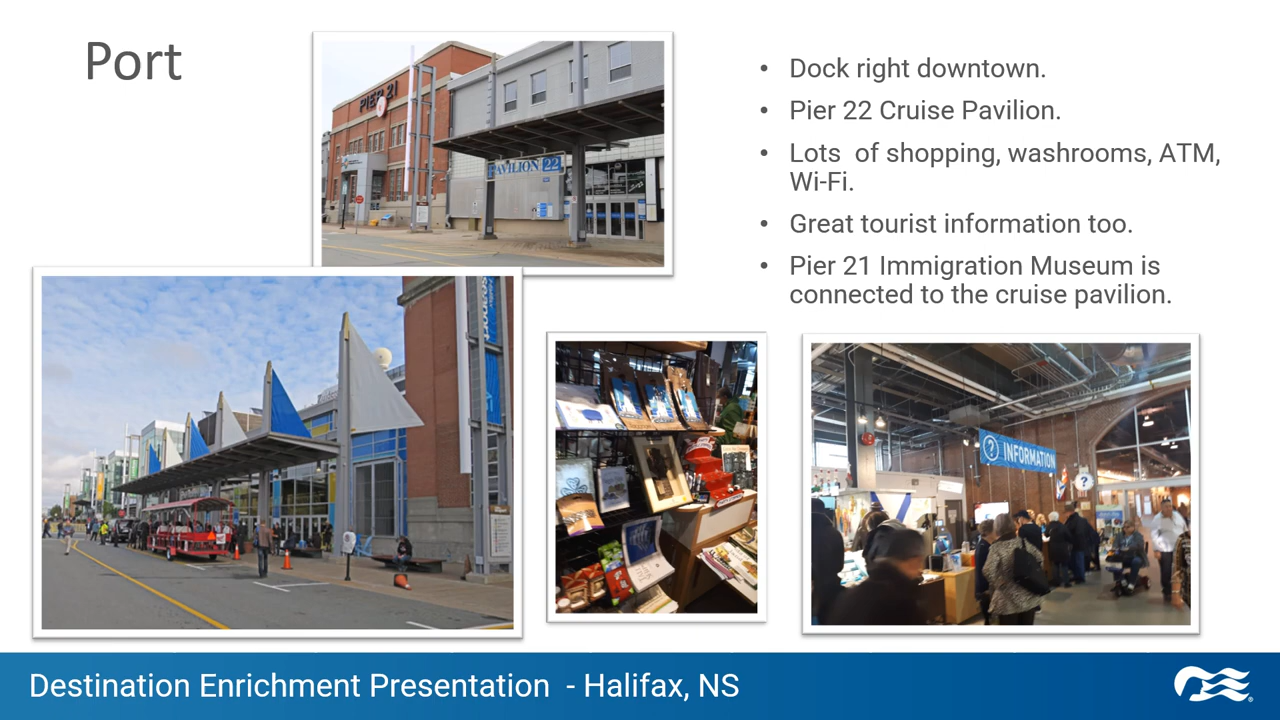 Port
PIER 21
PAVILION 22
• Dock right downtown.
• Pier 22 Cruise Pavilion.
• Lots  of shopping, washrooms, ATM,
Wi-Fi.
• Great tourist information too.
• Pier 21 Immigration Museum is
connected to the cruise pavilion.
? INFORMATION
?
Destination Enrichment Presentation  - Halifax, NS